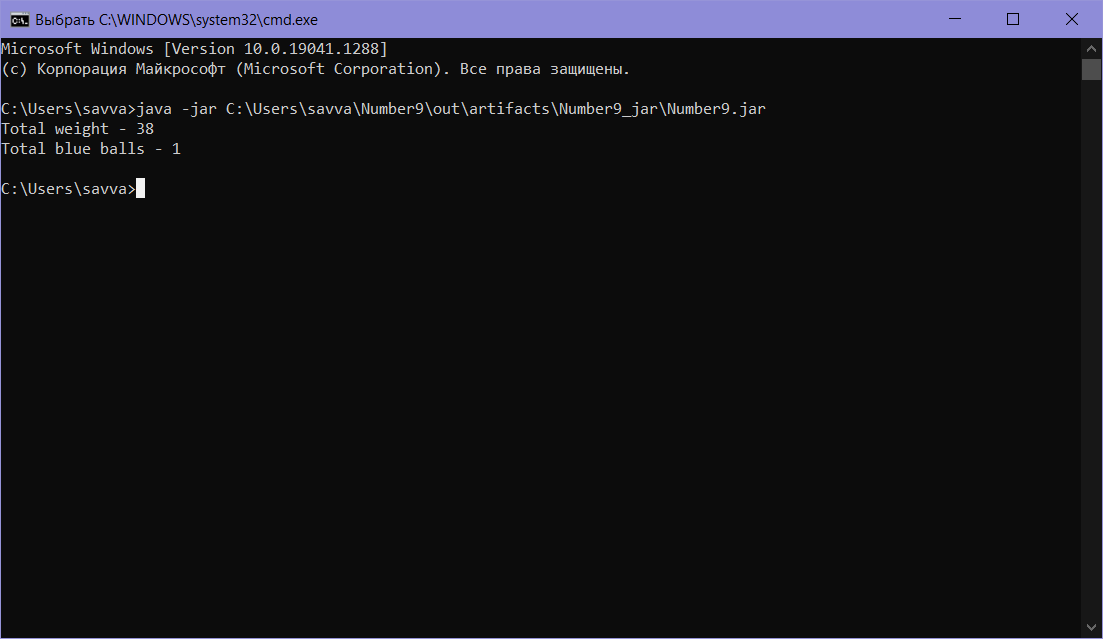 Выбрать C:\WINDOWS\system32\cmd.exe
Microsoft Windows [Version 10.0.19041.1288]
(c) Корпорация Майкрософт (Microsoft Corporation). Все права защищены.
C:\Users\savva>java -jar C:\Users\savva\Number9\out\artifacts\Number9_jar\Number9.jar
Total weight - 38
Total blue balls - 1
C:\Users\savva>